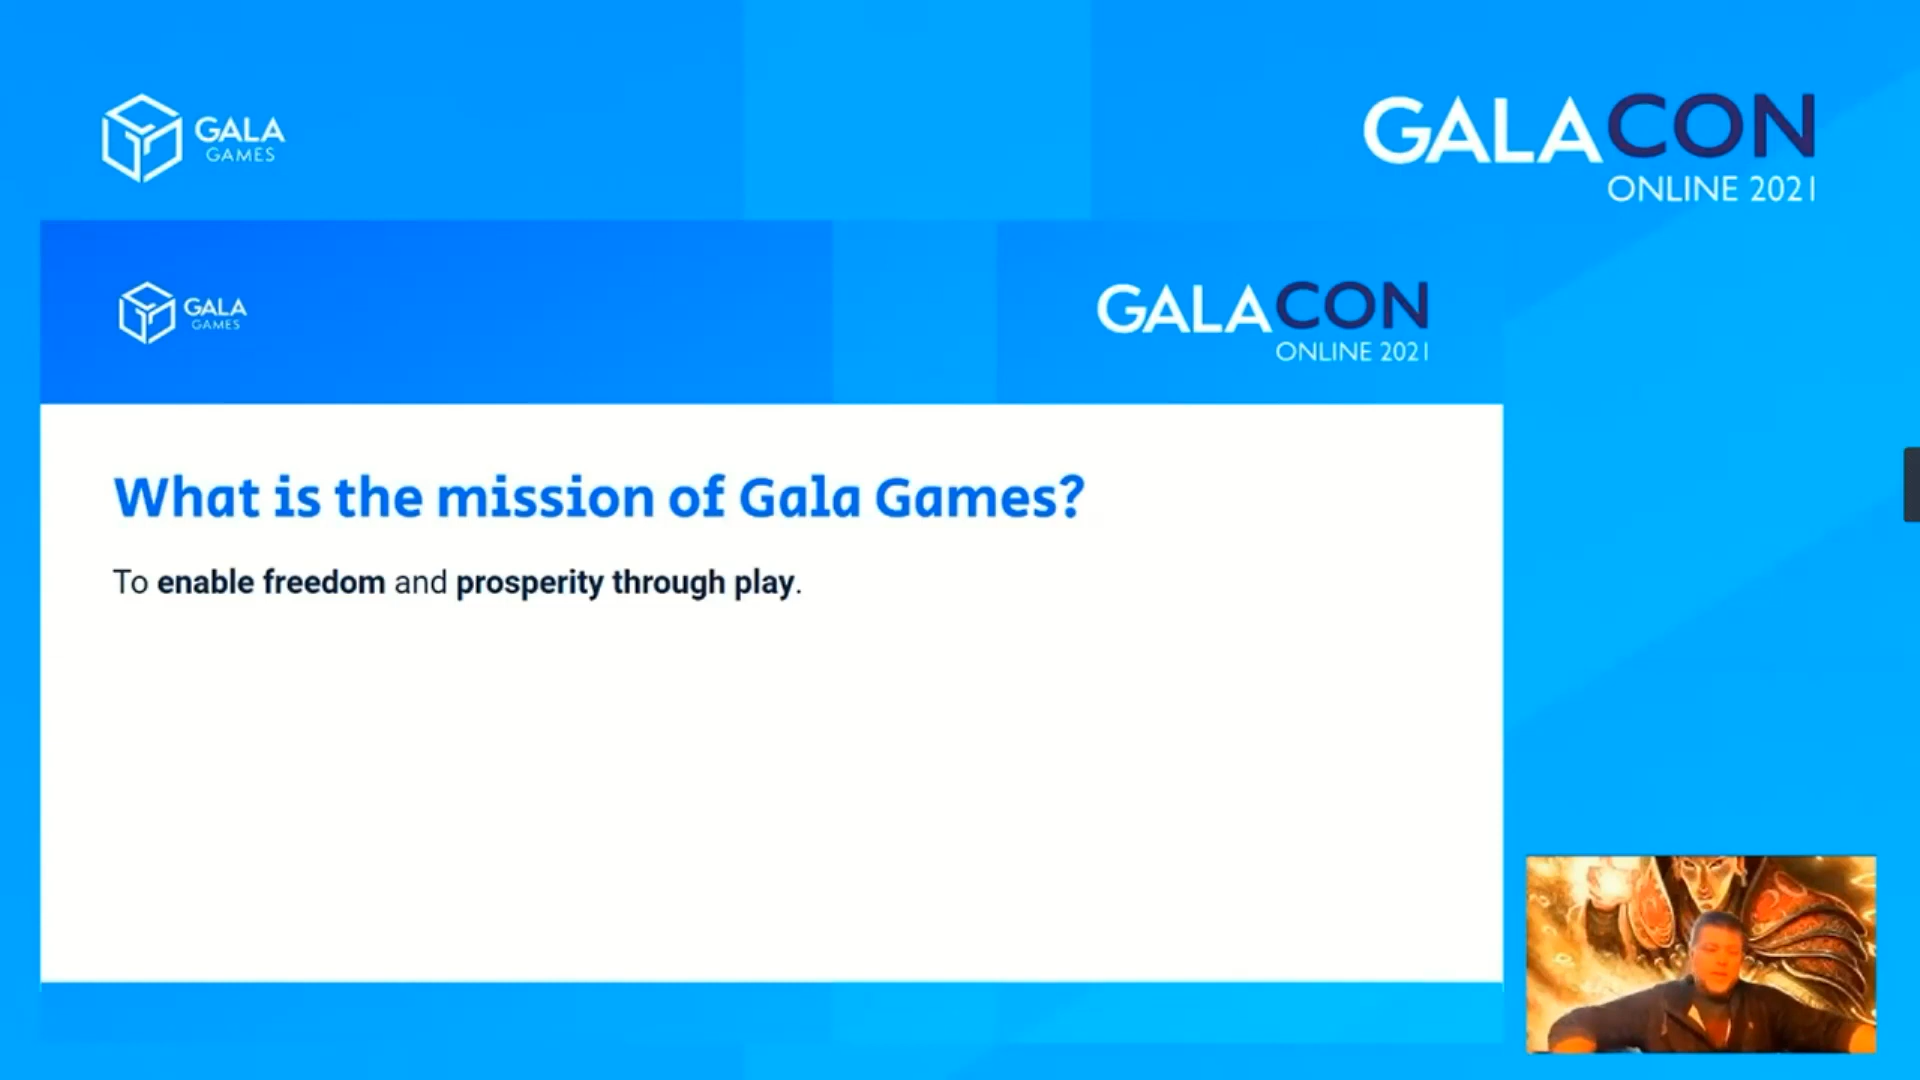 GALA
GAMES
GALACON
ONLINE 2021
GALA
GAMES
GALACON
ONLINE 2021
What is the mission of Gala Games?
To enable freedom and prosperity through play.